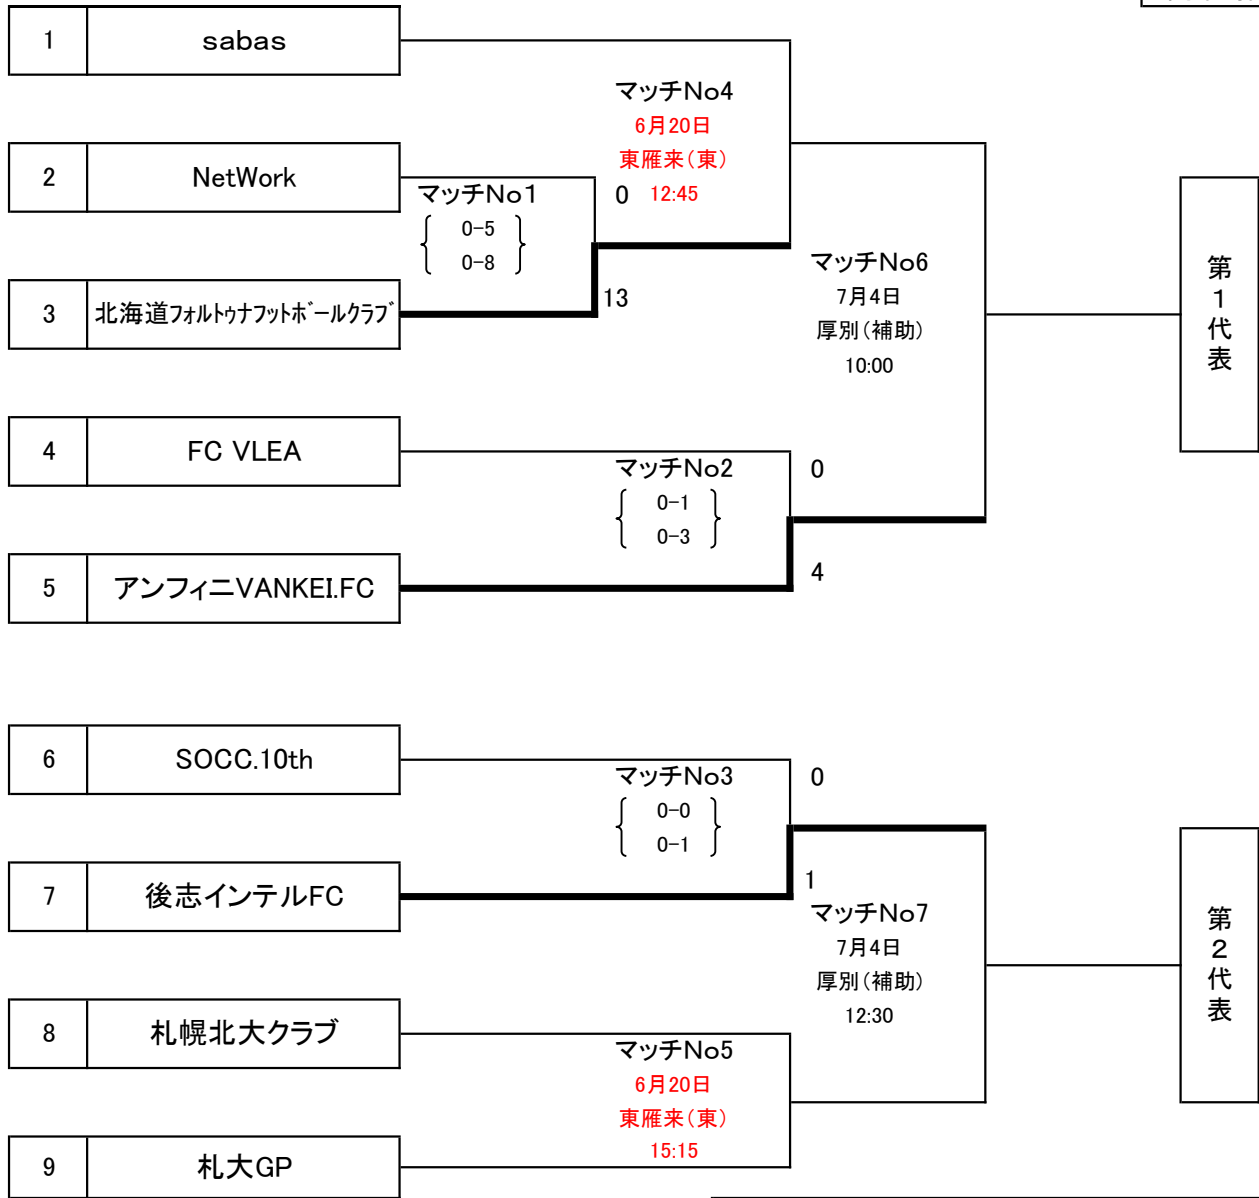 1 sabas
マッチNo4
6月20日
東雁来(東)
12:45
2 NetWork
マッチNo1
0-5
0-8
0
13
3 北海道フォルトゥナフットボールクラブ
マッチNo6
7月4日
厚別(補助)
10:00
第1代表
4 FC VLEA
マッチNo2
0-1
0-3
0
4
5 アンフィニVANKEI.FC
6 SOCC.10th
マッチNo3
0-0
0-1
0
1
7 後志インテルFC
マッチNo7
7月4日
厚別(補助)
12:30
第2代表
8 札幌北大クラブ
マッチNo5
6月20日
東雁来(東)
15:15
9 札大GP